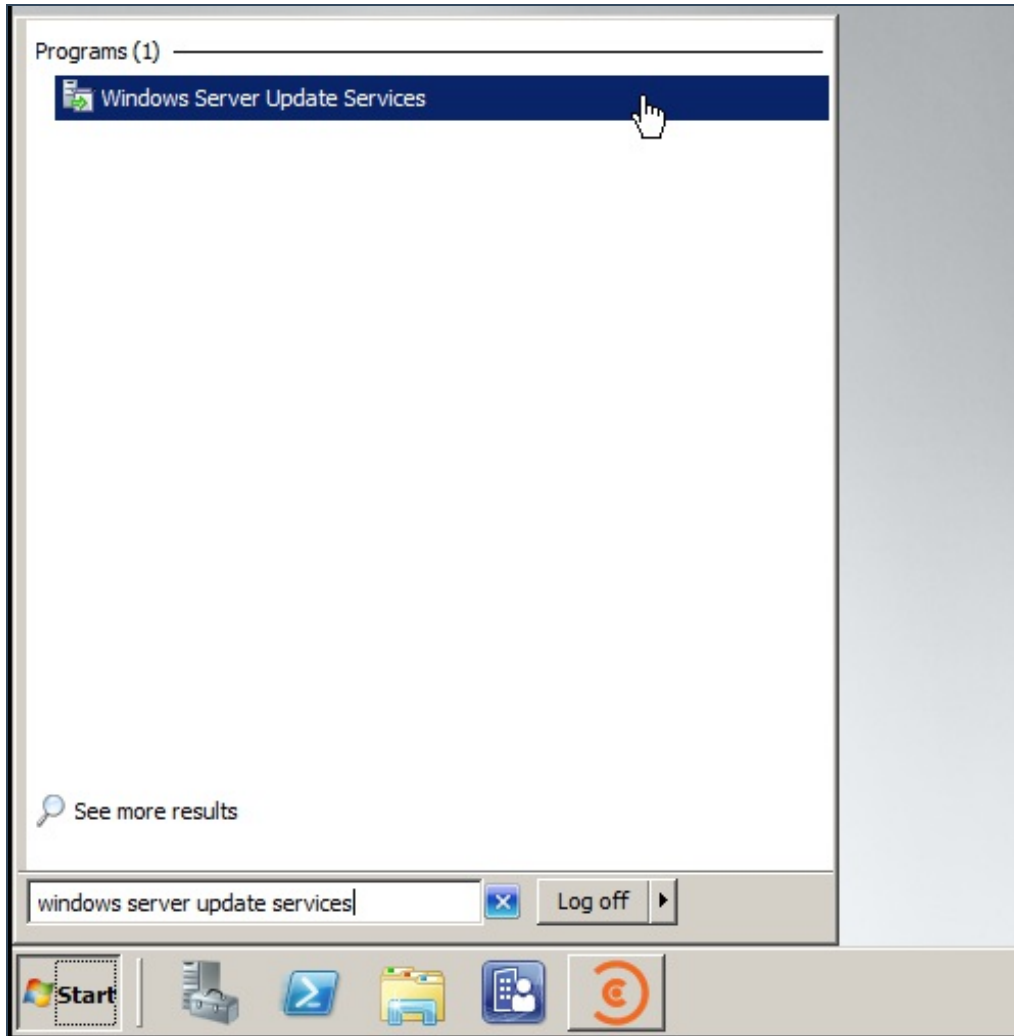 Programs (1)
Windows Server Update Services
See more results
windows server update services
Log off
Start